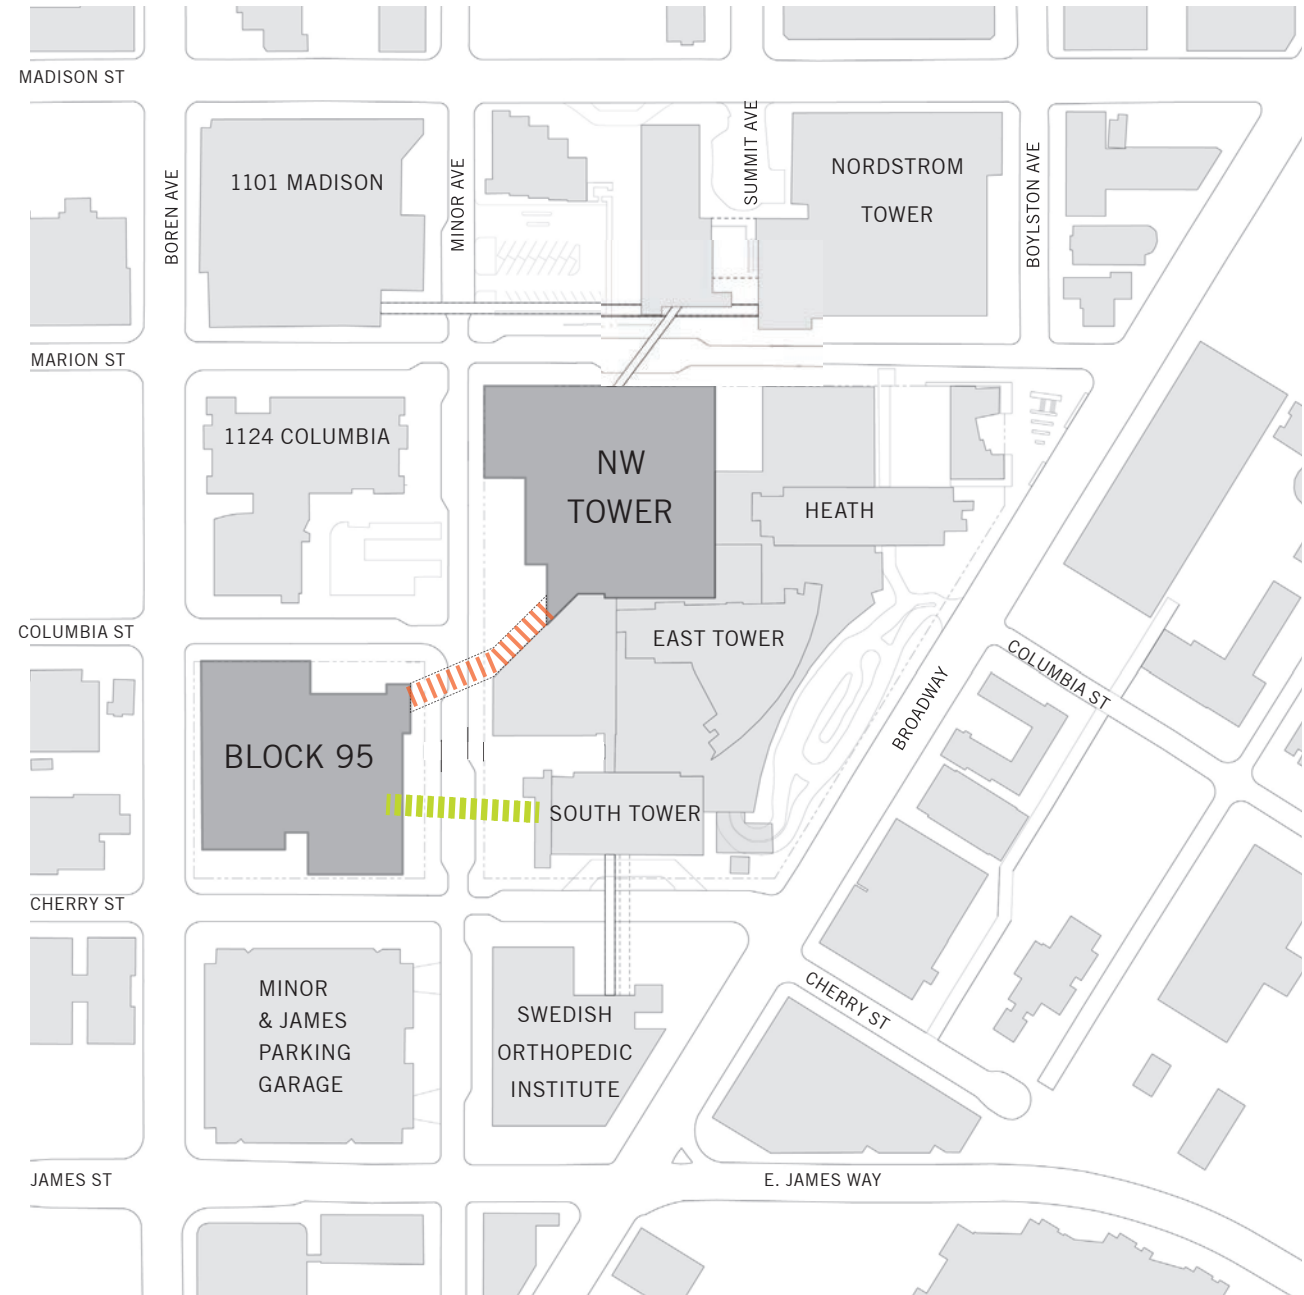 MADISON ST
BOREN AVE
1101 MADISON
MINOR AVE
SUMMIT AVE
NORDSTROM
TOWER
BOYLSTON AVE
MARION ST
1124 COLUMBIA
NW
TOWER
HEATH
COLUMBIA ST
EAST TOWER
BROADWAY
COLUMBIA ST
BLOCK 95
SOUTH TOWER
CHERRY ST
MINOR
& JAMES
PARKING
GARAGE
SWEDISH
ORTHOPEDIC
INSTITUTE
CHERRY ST
JAMES ST
E. JAMES WAY